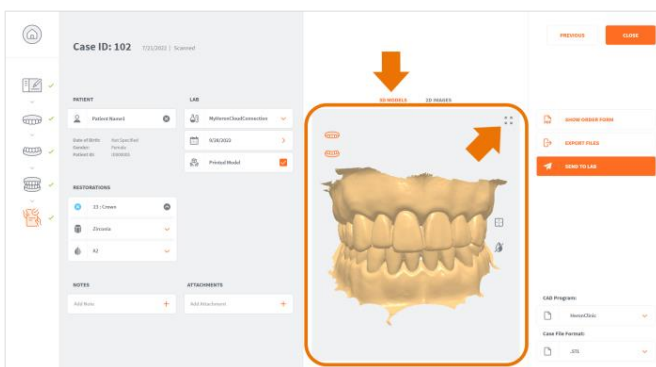 Case ID: 102
7/21/2022 | Scanned
PREVIOUS
CLOSE
PATIENT
LAB
3D MODELS
2D IMAGES
Patient Name1
MyHeronCloudConnection
SHOW ORDER FORM
Date of Birth: Not Specified
Gender: Female
Patient ID:
9/28/2022
EXPORT FILES
Printed Model
SEND TO LAB
RESTORATIONS
13 : Crown
Zirconia
A2
NOTES
ATTACHMENTS
Add Note
Add Attachment
CAD Program:
HeronClinic
Case File Format:
.STL